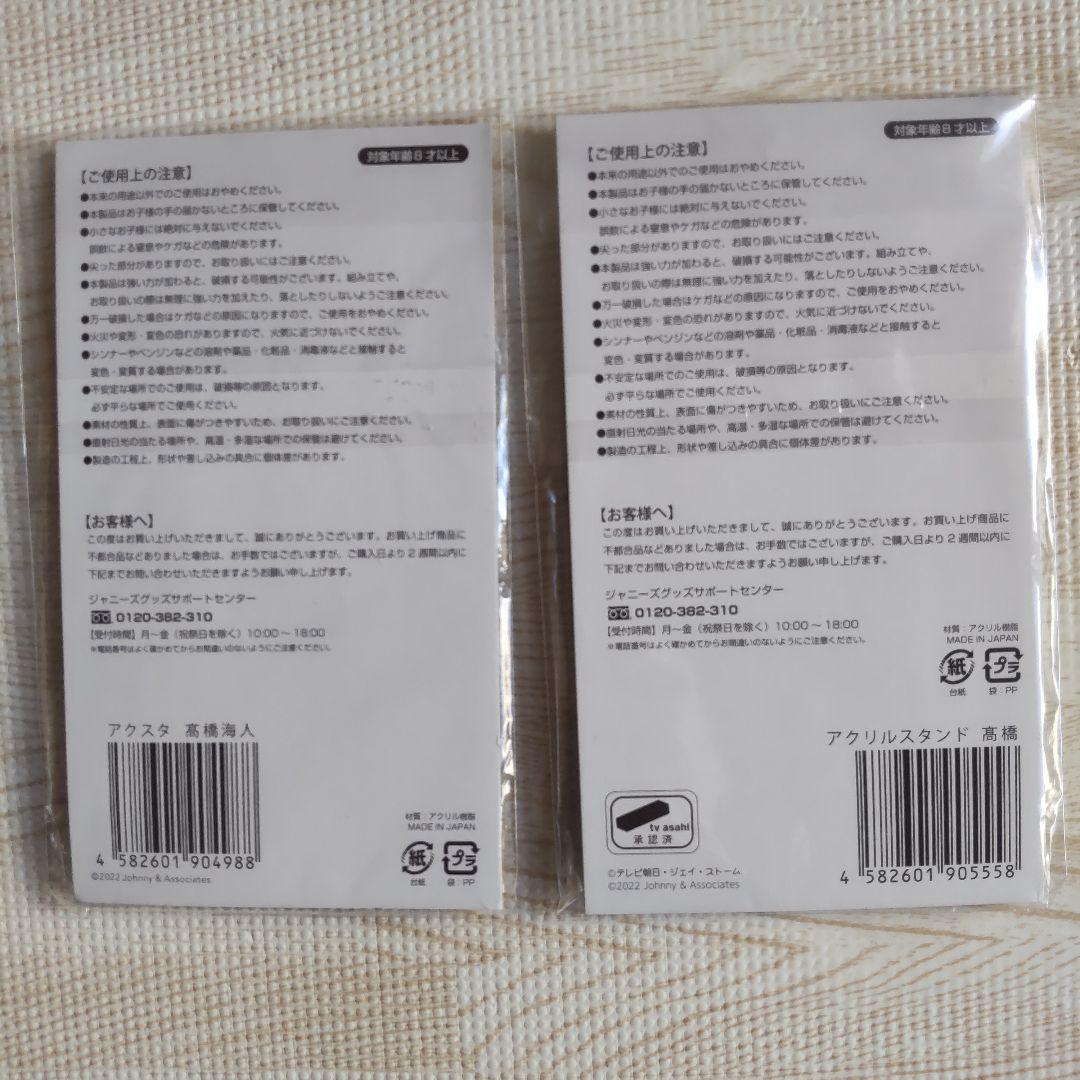 対象年齢8才以上
【ご使用上の注意】
●本来の用途以外でのご使用はおやめください。
●本製品はお子様の手の届かないところに保管してください。
●小さなお子様には絶対に与えないでください。
誤飲による窒息やケガなどの危険があります。
●尖った部分がありますので、お取り扱いにはご注意ください。
●本製品は強い力が加わると、破損する可能性がございます。組み立てや、
お取り扱いの際は無理に強い力を加えたり、落としたりしないようご注意ください。
●万一破損した場合はケガなどの原因になりますので、ご使用をおやめください。
●火災や変形・変色の恐れがありますので、火気に近づけないでください。
●シンナーやベンジンなどの溶剤や薬品・化粧品・消毒液などと接触すると
変色・変質する場合があります。
●不安定な場所でのご使用は、破損等の原因となります。
必ず平らな場所でご使用ください。
●素材の性質上、表面に傷がつきやすいため、お取り扱いにご注意ください。
●直射日光の当たる場所や、高温・多湿な場所での保管は避けてください。
●製造の工程上、形状や差し込みの具合に個体差があります。
【お客様へ】
この度はお買い上げいただきまして、誠にありがとうございます。お買い上げ商品に
不都合品などありました場合は、お手数ではございますが、ご購入日より2週間以内に
下記までお問い合わせいただきますようお願い申し上げます。
ジャニーズグッズサポートセンター
0120-382-310
【受付時間】月〜金（祝祭日を除く）10:00〜18:00
※電話番号はよく確かめてからお間違いのないようにご注意ください。
アクスタ 髙橋海人
4 582601 904988
©2022 Johnny & Associates
材質：アクリル樹脂
MADE IN JAPAN
紙 プラ
台紙 袋：PP
対象年齢8才以上
【ご使用上の注意】
●本来の用途以外でのご使用はおやめください。
●本製品はお子様の手の届かないところに保管してください。
●小さなお子様には絶対に与えないでください。
誤飲による窒息やケガなどの危険があります。
●尖った部分がありますので、お取り扱いにはご注意ください。
●本製品は強い力が加わると、破損する可能性がございます。組み立てや、
お取り扱いの際は無理に強い力を加えたり、落としたりしないようご注意ください。
●万一破損した場合はケガなどの原因になりますので、ご使用をおやめください。
●火災や変形・変色の恐れがありますので、火気に近づけないでください。
●シンナーやベンジンなどの溶剤や薬品・化粧品・消毒液などと接触すると
変色・変質する場合があります。
●不安定な場所でのご使用は、破損等の原因となります。
必ず平らな場所でご使用ください。
●素材の性質上、表面に傷がつきやすいため、お取り扱いにご注意ください。
●直射日光の当たる場所や、高温・多湿な場所での保管は避けてください。
●製造の工程上、形状や差し込みの具合に個体差があります。
【お客様へ】
この度はお買い上げいただきまして、誠にありがとうございます。お買い上げ商品に
不都合品などありました場合は、お手数ではございますが、ご購入日より2週間以内に
下記までお問い合わせいただきますようお願い申し上げます。
ジャニーズグッズサポートセンター
0120-382-310
【受付時間】月〜金（祝祭日を除く）10:00〜18:00
※電話番号はよく確かめてからお間違いのないようにご注意ください。
材質：アクリル樹脂
MADE IN JAPAN
紙 プラ
台紙 袋：PP
アクリルスタンド 髙橋
tv asahi
承認済
4 582601 905558
©テレビ朝日・ジェイ・ストーム
©2022 Johnny & Associates